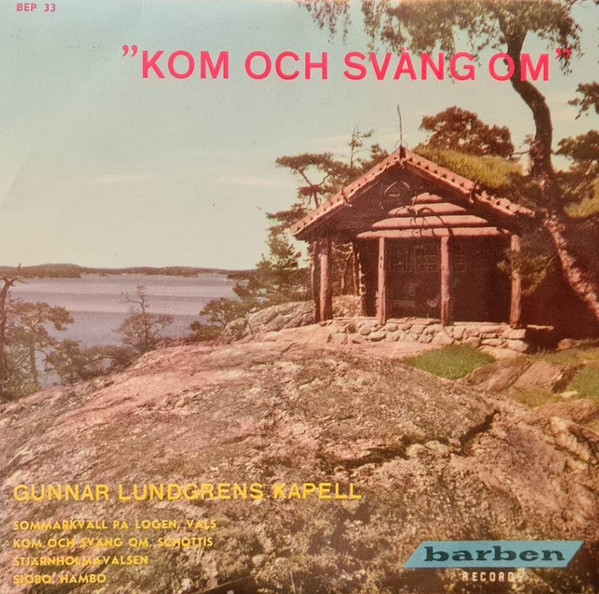 BEP 33
”KOM OCH SVÄNG OM”
GUNNAR LUNDGRENS KAPELL
SOMMARKVÄLL PÅ LOGEN, VALS
KOM OCH SVÄNG OM, SCHOTTIS
STJÄRNHOLMAVALSEN
SJÖBO, HAMBO
barben
RECORDS